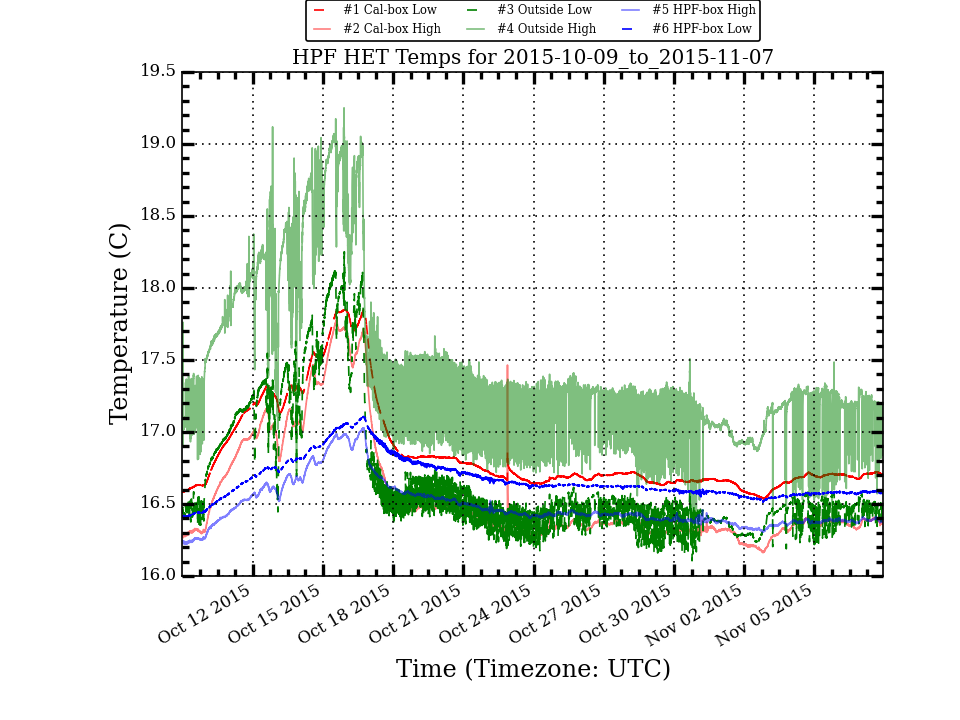 #1 Cal-box Low #3 Outside Low #5 HPF-box High
#2 Cal-box High #4 Outside High #6 HPF-box Low
HPF HET Temps for 2015-10-09_to_2015-11-07
19.5
19.0
18.5
18.0
17.5
17.0
16.5
16.0
Temperature (C)
Oct 12 2015 Oct 15 2015 Oct 18 2015 Oct 21 2015 Oct 24 2015 Oct 27 2015 Oct 30 2015 Nov 02 2015 Nov 05 2015
Time (Timezone: UTC)